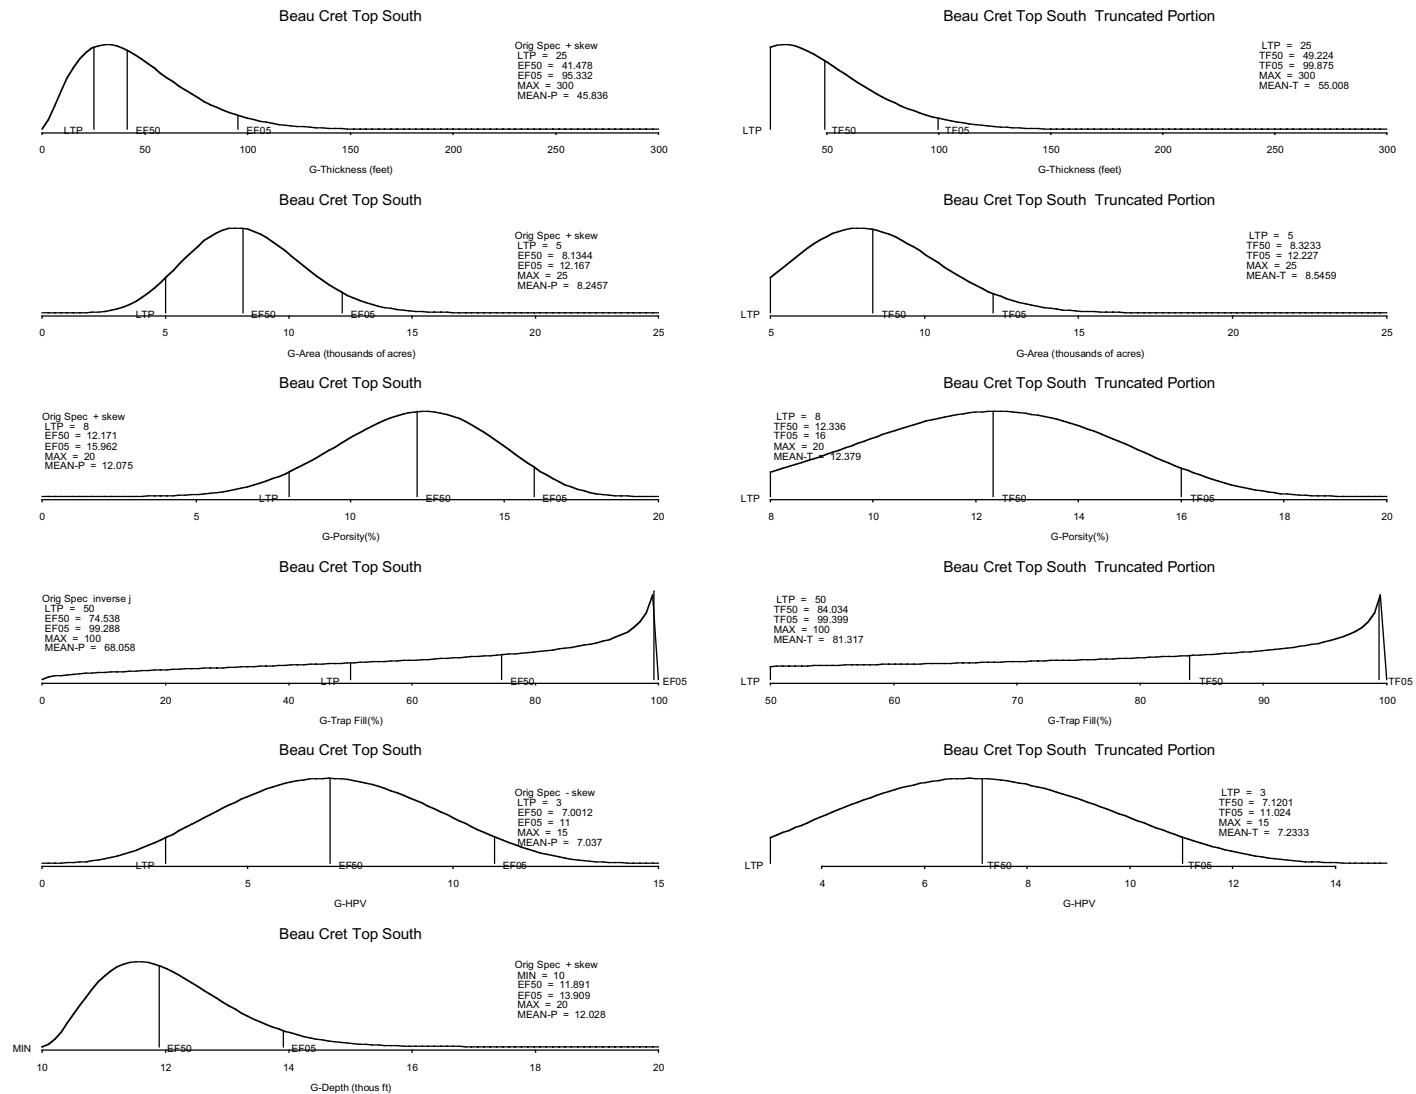 Beau Cret Top South
Orig Spec + skew
LTP = 25
EF50 = 41.478
EF05 = 95.332
MAX = 300
MEAN-P = 45.836
LTP EF50 EF05
0 50 100 150 200 250 300
G-Thickness (feet)
Beau Cret Top South Truncated Portion
LTP = 25
TF50 = 49.224
TF05 = 99.875
MAX = 300
MEAN-T = 55.008
LTP TF50 TF05
50 100 150 200 250 300
G-Thickness (feet)
Beau Cret Top South
Orig Spec + skew
LTP = 5
EF50 = 8.1344
EF05 = 12.167
MAX = 25
MEAN-P = 8.2457
LTP EF50 EF05
0 5 10 15 20 25
G-Area (thousands of acres)
Beau Cret Top South Truncated Portion
LTP = 5
TF50 = 8.3233
TF05 = 12.227
MAX = 25
MEAN-T = 8.5459
LTP TF50 TF05
5 10 15 20 25
G-Area (thousands of acres)
Beau Cret Top South
Orig Spec + skew
LTP = 8
EF50 = 12.171
EF05 = 15.962
MAX = 20
MEAN-P = 12.075
LTP EF50 EF05
0 5 10 15 20
G-Porsity(%)
Beau Cret Top South Truncated Portion
LTP = 8
TF50 = 12.336
TF05 = 16
MAX = 20
MEAN-T = 12.379
LTP TF50 TF05
8 10 12 14 16 18 20
G-Porsity(%)
Beau Cret Top South
Orig Spec inverse j
LTP = 50
EF50 = 74.538
EF05 = 99.288
MAX = 100
MEAN-P = 68.058
LTP EF50 EF05
0 20 40 60 80 100
G-Trap Fill(%)
Beau Cret Top South Truncated Portion
LTP = 50
TF50 = 84.034
TF05 = 99.399
MAX = 100
MEAN-T = 81.317
LTP TF50 TF05
50 60 70 80 90 100
G-Trap Fill(%)
Beau Cret Top South
Orig Spec - skew
LTP = 3
EF50 = 7.0012
EF05 = 11
MAX = 15
MEAN-P = 7.037
LTP EF50 EF05
0 5 10 15
G-HPV
Beau Cret Top South Truncated Portion
LTP = 3
TF50 = 7.1201
TF05 = 11.024
MAX = 15
MEAN-T = 7.2333
LTP TF50 TF05
4 6 8 10 12 14
G-HPV
Beau Cret Top South
Orig Spec + skew
MIN = 10
EF50 = 11.891
EF05 = 13.909
MAX = 20
MEAN-P = 12.028
MIN EF50 EF05
10 12 14 16 18 20
G-Depth (thous ft)